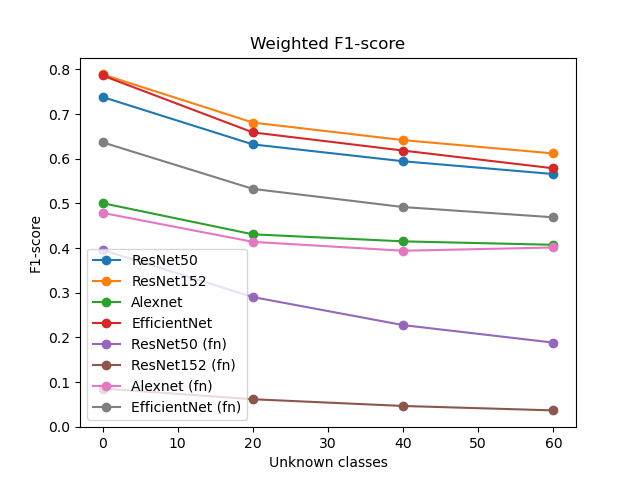 Weighted F1-score
0.8
0.7
0.6
0.5
0.4
0.3
0.2
0.1
0.0
F1-score
ResNet50
ResNet152
Alexnet
EfficientNet
ResNet50 (fn)
ResNet152 (fn)
Alexnet (fn)
EfficientNet (fn)
0 10 20 30 40 50 60
Unknown classes